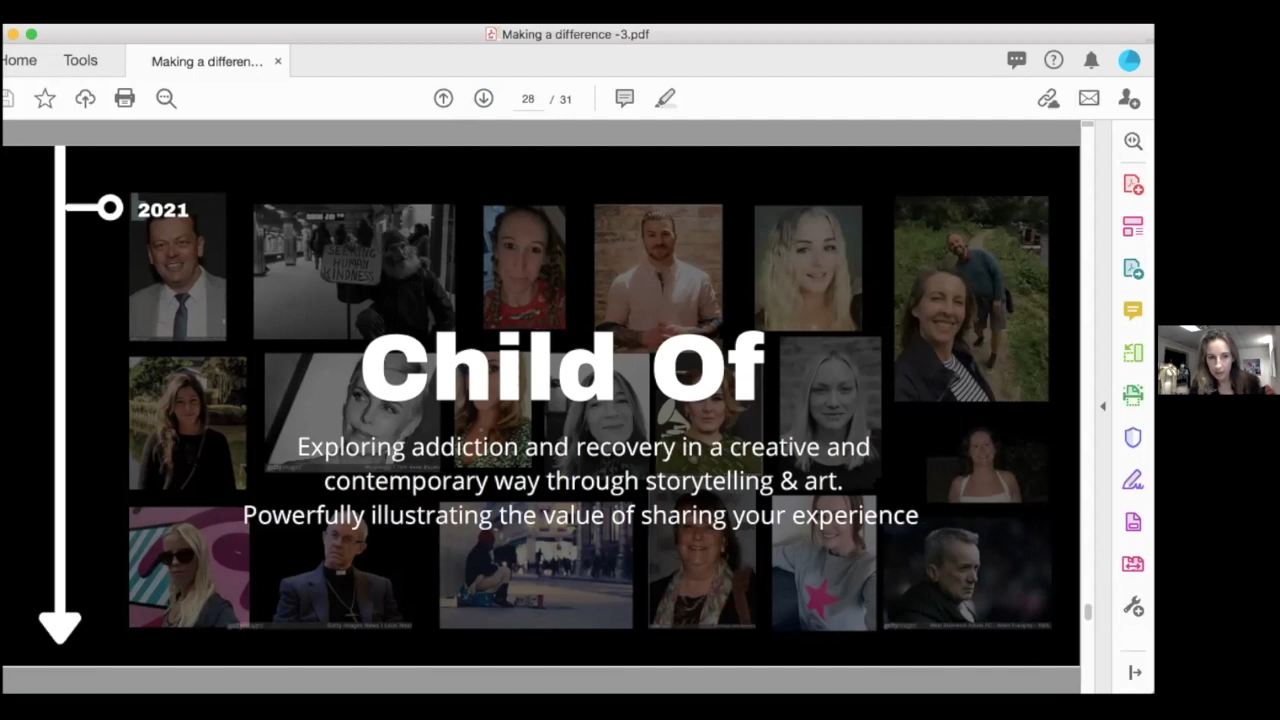 Making a difference -3.pdf
Home
Tools
Making a differen...
28 / 31
2021
SEEKING
HUMAN
KINDNESS
Child Of
Exploring addiction and recovery in a creative and
contemporary way through storytelling & art.
Powerfully illustrating the value of sharing your experience